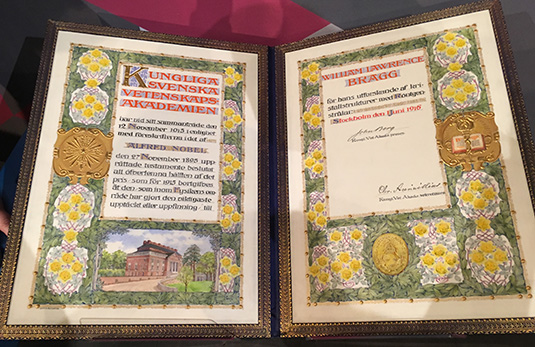 KUNGLIGA
SVENSKA
VETENSKAPS
AKADEMIEN
har vid sitt sammanträde den
12 November 1915 i enlighet
med föreskrifterna i det af
ALFRED NOBEL
den 27 November 1895 upp
rättade testamente beslutit
att öfverlämna hälften af det
pris, som för 1915 bortgifves
åt den, som inom Fysikens om
råde har gjort den viktigaste
upptäckt eller uppfinning, till
WILLIAM LAWRENCE
BRAGG
för hans utforskande af kri
stallstrukturer med Röntgen
strålar.
Stockholm den Juni 1916